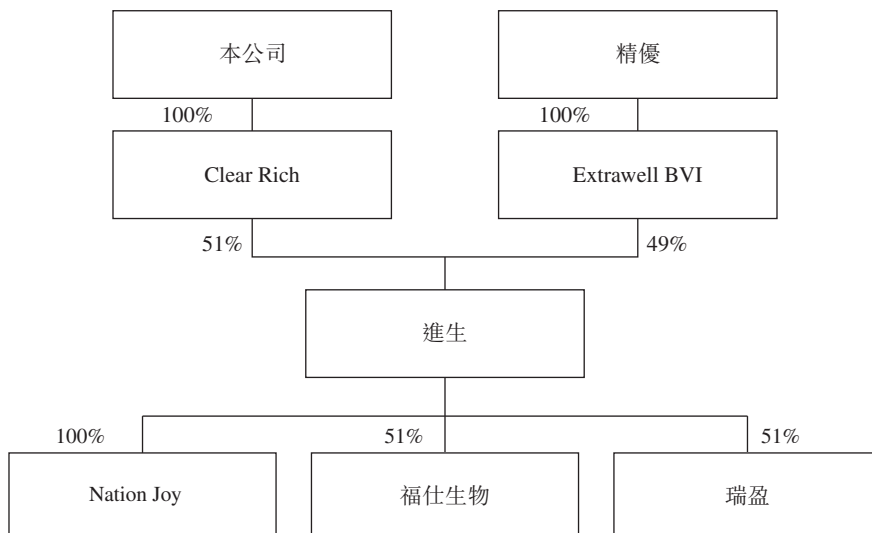 本公司
精優
100%
100%
Clear Rich
Extrawell BVI
51%
49%
進生
100%
51%
51%
Nation Joy
福仕生物
瑞盈